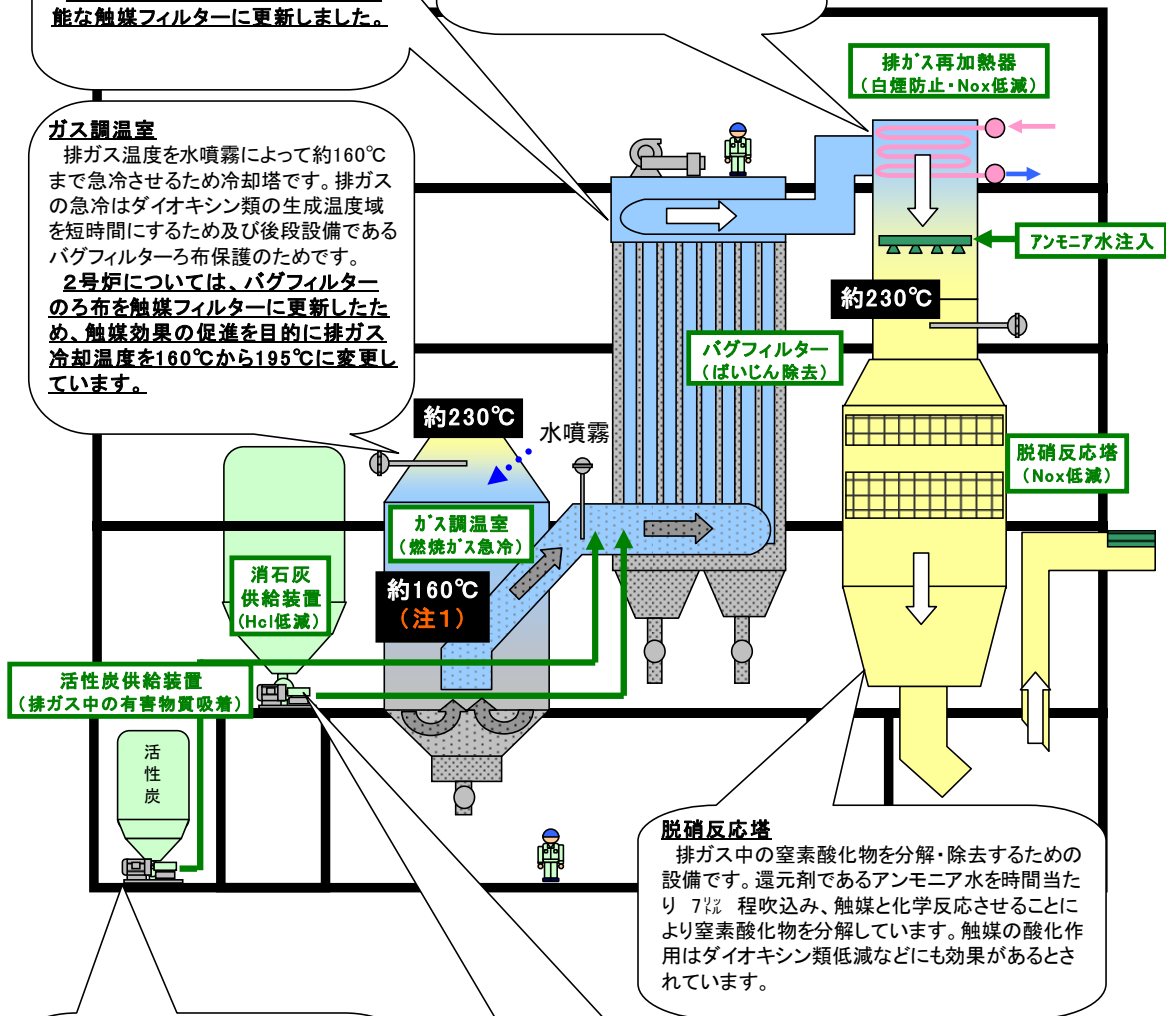 能な触媒フィルターに更新しました。
排ガス再加熱器
(白煙防止・Nox低減)
ガス調温室
排ガス温度を水噴霧によって約160℃
まで急冷させるため冷却塔です。排ガス
の急冷はダイオキシン類の生成温度域
を短時間にするため及び後段設備である
バグフィルターろ布保護のためです。
２号炉については、バグフィルター
のろ布を触媒フィルターに更新したた
め、触媒効果の促進を目的に排ガス
冷却温度を160℃から195℃に変更し
ています。
アンモニア水注入
約230℃
バグフィルター
(ばいじん除去)
約230℃
水噴霧
脱硝反応塔
(Nox低減)
ガス調温室
(燃焼ガス急冷)
消石灰
供給装置
(Hcl低減)
約160℃
(注１)
活性炭供給装置
(排ガス中の有害物質吸着)
活
性
炭
脱硝反応塔
排ガス中の窒素酸化物を分解・除去するための
設備です。還元剤であるアンモニア水を時間当た
り 7㍑ 程吹込み、触媒と化学反応させることに
より窒素酸化物を分解しています。触媒の酸化作
用はダイオキシン類低減などにも効果があるとさ
れています。